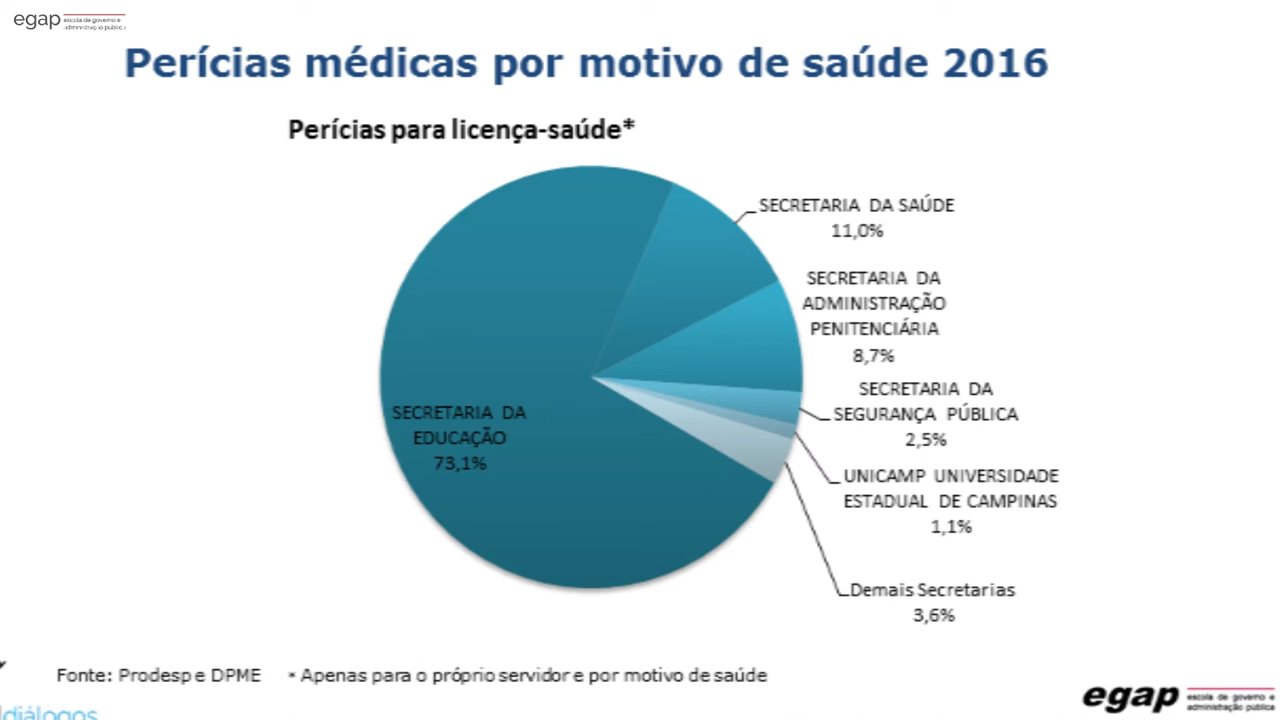 egap escola de governo e
administração pública
Perícias médicas por motivo de saúde 2016
Perícias para licença-saúde*
SECRETARIA DA SAÚDE
11,0%
SECRETARIA DA
ADMINISTRAÇÃO
PENITENCIÁRIA
8,7%
SECRETARIA DA
SEGURANÇA PÚBLICA
2,5%
SECRETARIA DA
EDUCAÇÃO
73,1%
UNICAMP UNIVERSIDADE
ESTADUAL DE CAMPINAS
1,1%
Demais Secretarias
3,6%
Fonte: Prodesp e DPME * Apenas para o próprio servidor e por motivo de saúde
egap escola de governo e
administração pública
diálogos